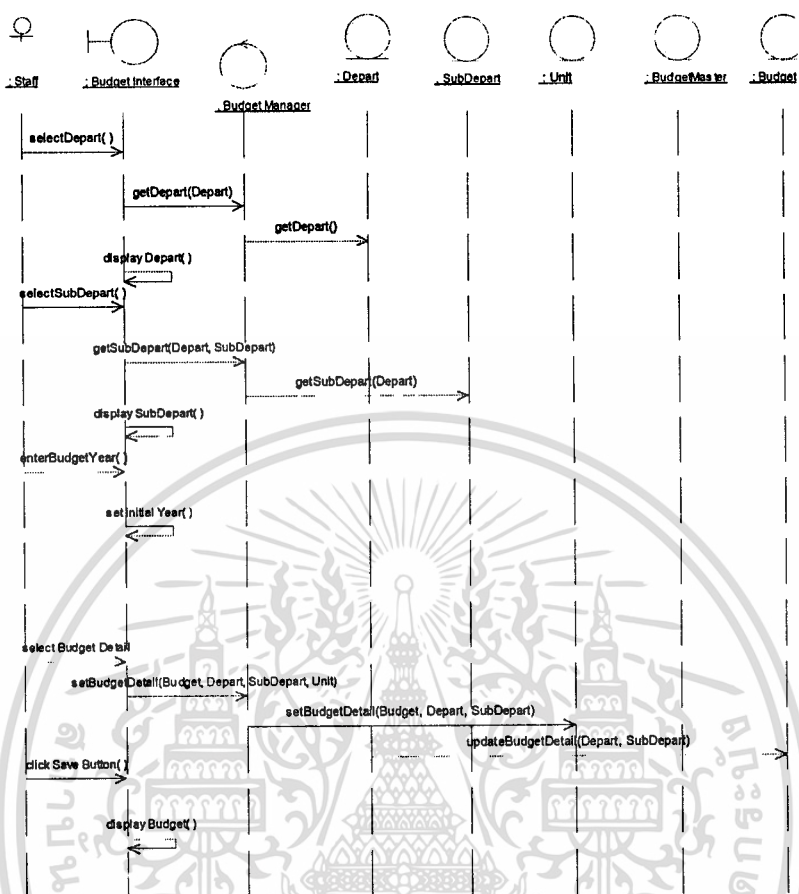 : Staff
: Budget Interface
: Budget Manager
: Depart
: SubDepart
: Unit
: BudgetMaster
: Budget
selectDepart( )
getDepart(Depart)
getDepart()
display Depart( )
selectSubDepart( )
getSubDepart(Depart, SubDepart)
getSubDepart(Depart)
display SubDepart( )
enterBudgetYear( )
set initial Year( )
select Budget Detail
setBudgetDetail(Budget, Depart, SubDepart, Unit)
setBudgetDetail(Budget, Depart, SubDepart)
updateBudgetDetail(Depart, SubDepart)
click Save Button( )
display Budget( )